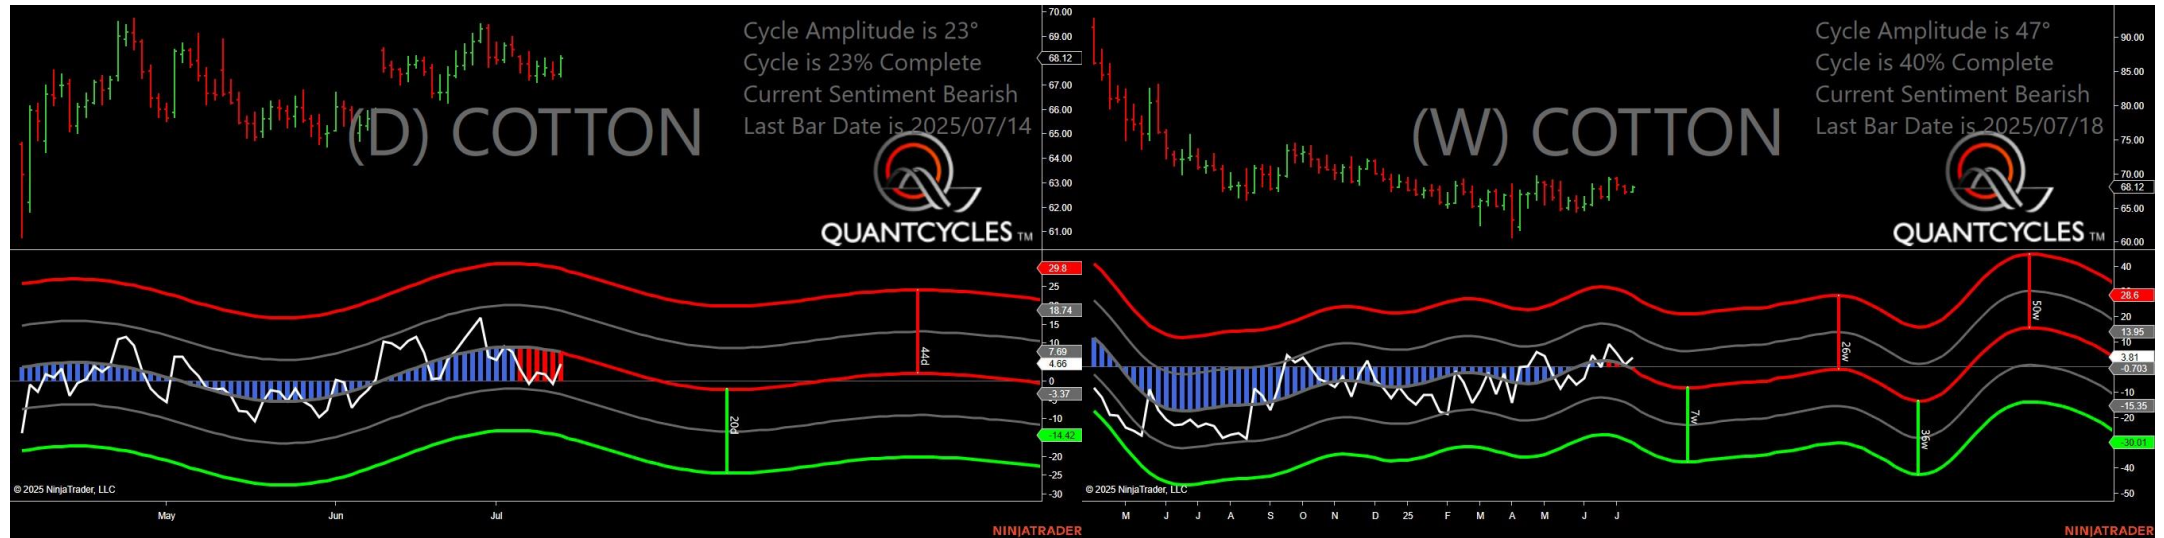 Cycle Amplitude is 23°
Cycle is 23% Complete
Current Sentiment Bearish
Last Bar Date is 2025/07/14
(D) COTTON
QUANTCYCLES TM
70.00
69.00
68.12
67.00
66.00
65.00
64.00
63.00
62.00
61.00
29.8
25
18.74
15
10
7.69
4.66
0
-3.37
-10
-14.42
-20
-25
-30
44d
20d
© 2025 NinjaTrader, LLC
May
Jun
Jul
NINJATRADER
Cycle Amplitude is 47°
Cycle is 40% Complete
Current Sentiment Bearish
Last Bar Date is 2025/07/18
(W) COTTON
QUANTCYCLES TM
90.00
85.00
80.00
75.00
70.00
68.12
65.00
60.00
40
28.6
20
13.95
10
3.81
-0.703
-10
-15.35
-20
-30.01
-40
-50
26w
50w
7w
36w
© 2025 NinjaTrader, LLC
M J J A S O N D 25 F M A M J J
NINJATRADER